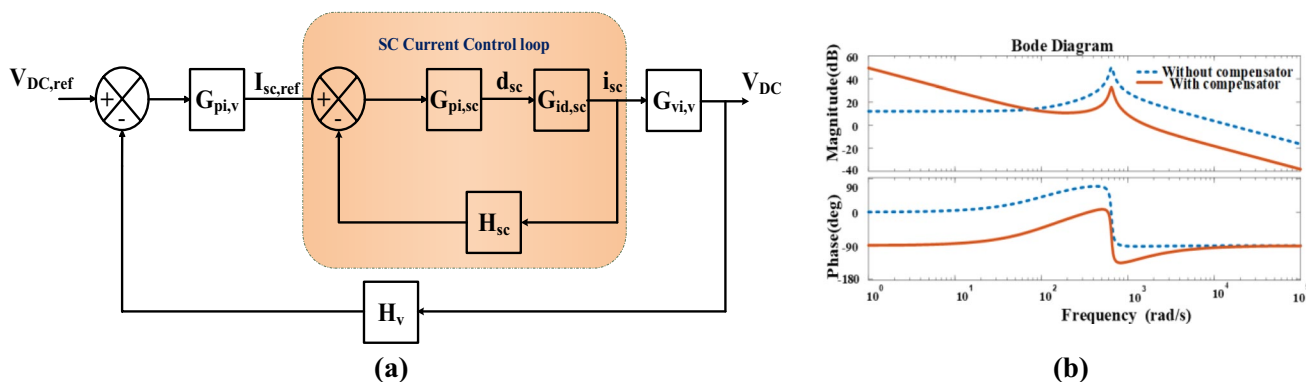 SC Current Control loop
V_DC,ref
+
-
G_pi,v
I_sc,ref
+
-
G_pi,sc
d_sc
G_id,sc
i_sc
G_vi,v
V_DC
H_sc
H_v
(a)
Bode Diagram
Magnitude(dB)
60
40
20
0
-20
-40
Without compensator
With compensator
Phase(deg)
90
0
-90
-180
10^0
10^1
10^2
10^3
10^4
Frequency (rad/s)
(b)